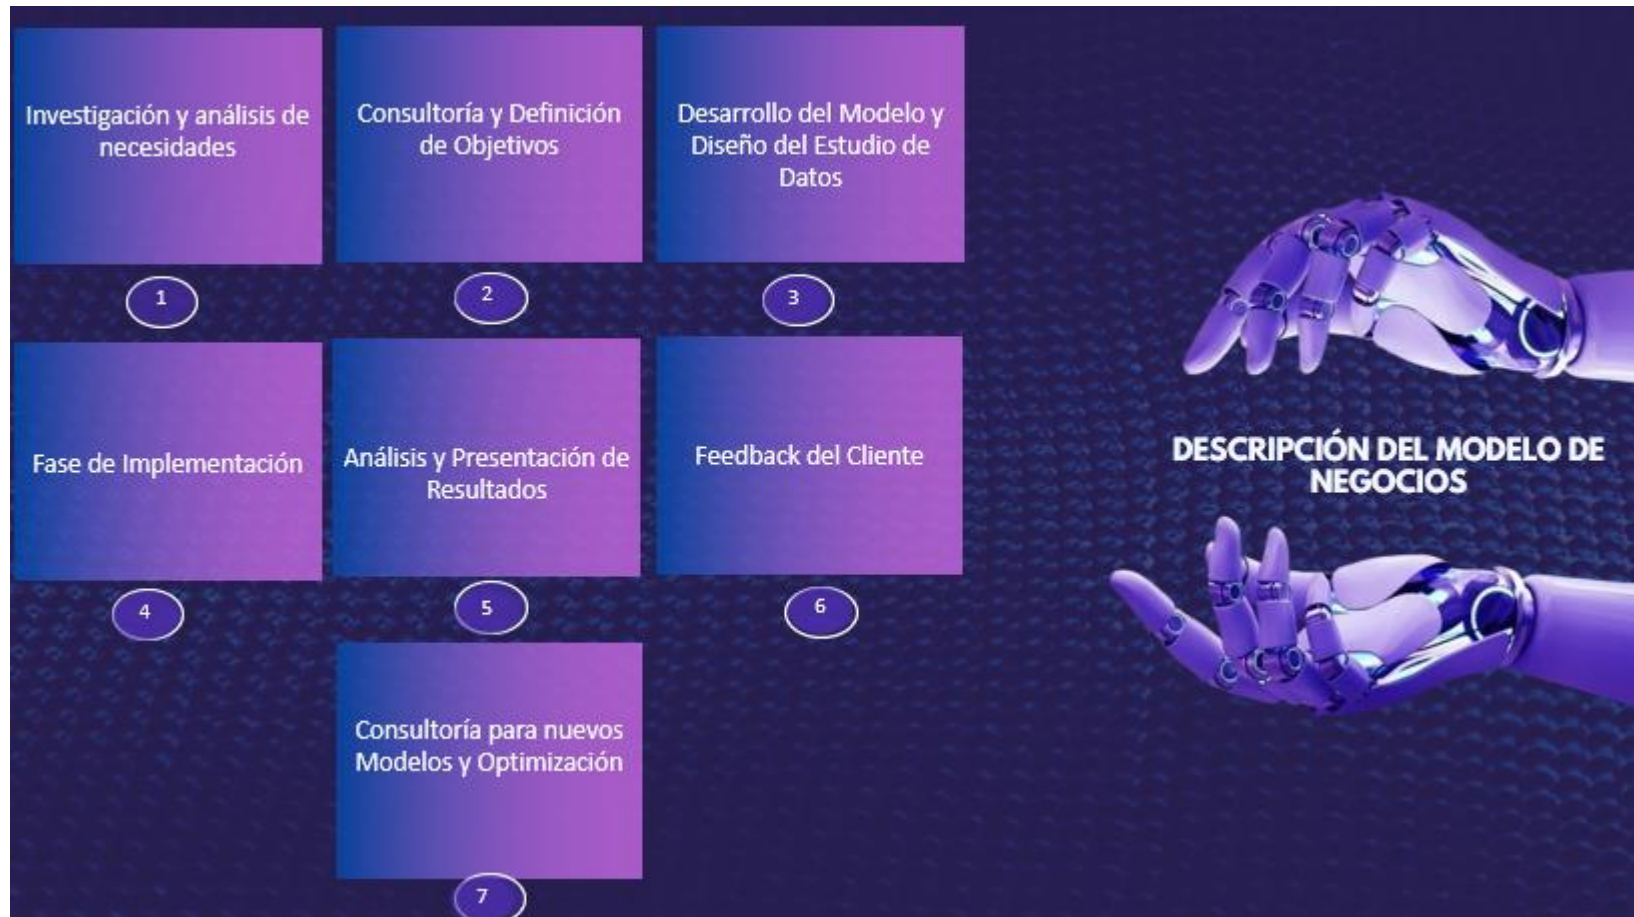 Investigación y análisis de
necesidades
1
Consultoría y Definición
de Objetivos
2
Desarrollo del Modelo y
Diseño del Estudio de
Datos
3
Fase de Implementación
4
Análisis y Presentación de
Resultados
5
Feedback del Cliente
6
Consultoría para nuevos
Modelos y Optimización
7
DESCRIPCIÓN DEL MODELO DE
NEGOCIOS